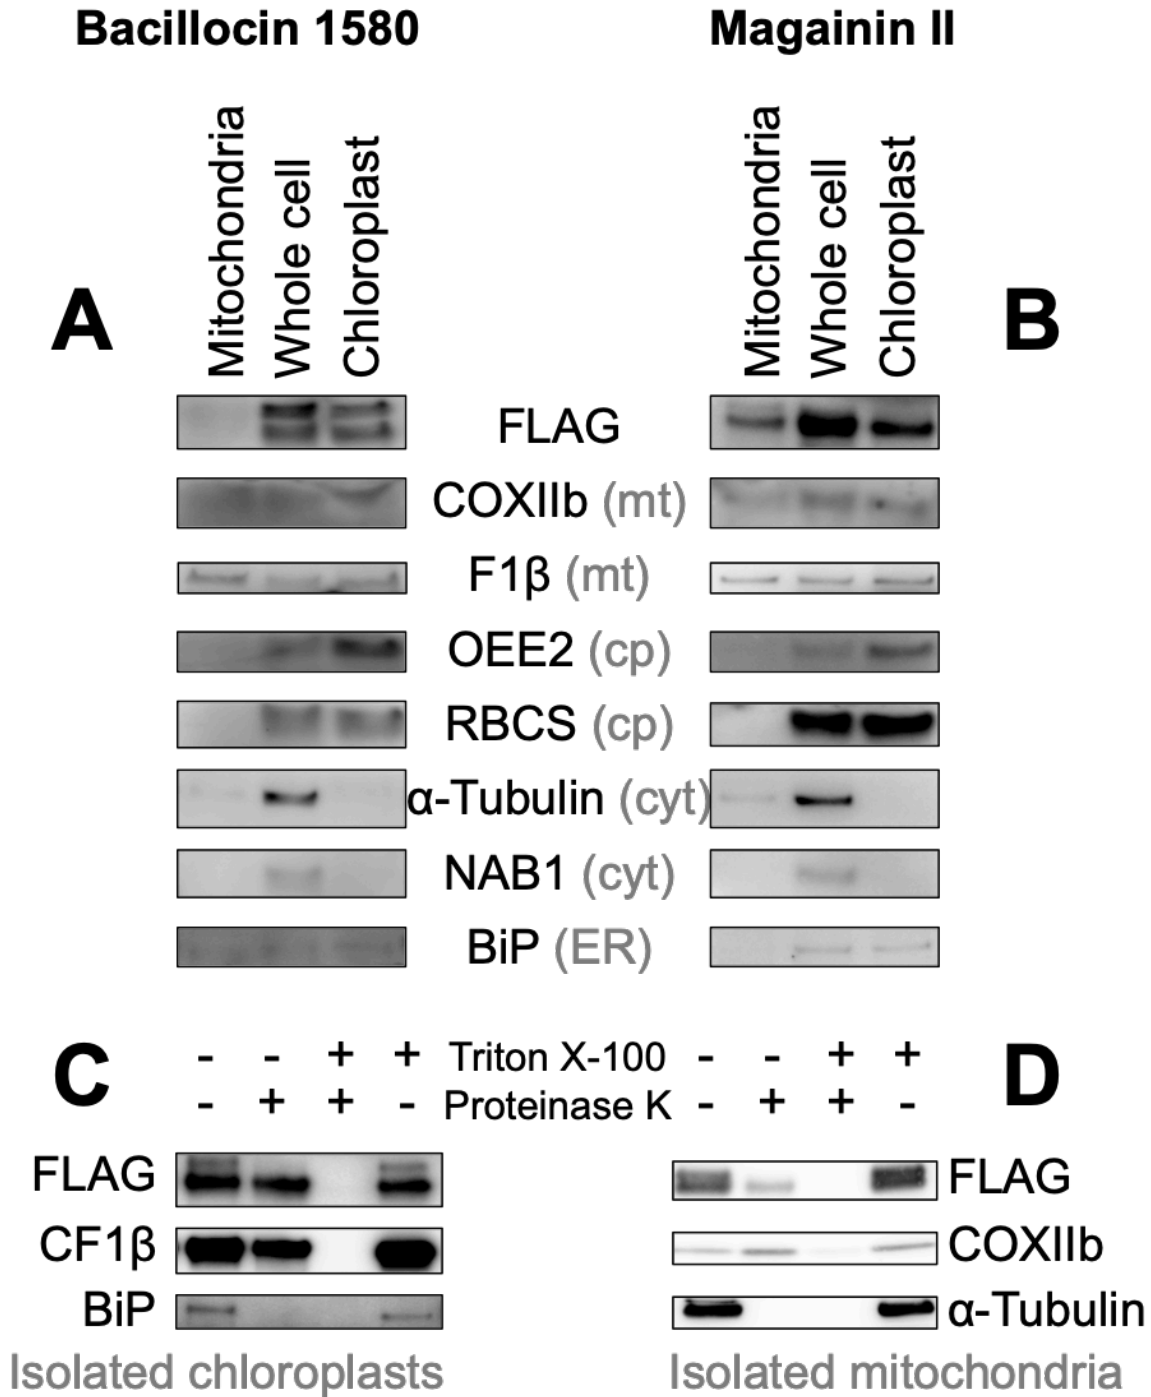 Bacillocin 1580
Magainin II
Mitochondria
Whole cell
Chloroplast
Mitochondria
Whole cell
Chloroplast
A
B
FLAG
COXIIb (mt)
F1β (mt)
OEE2 (cp)
RBCS (cp)
α-Tubulin (cyt)
NAB1 (cyt)
BiP (ER)
C
D
- - + + Triton X-100 - - + +
- + + - Proteinase K - + + -
FLAG
CF1β
BiP
Isolated chloroplasts
FLAG
COXIIb
α-Tubulin
Isolated mitochondria